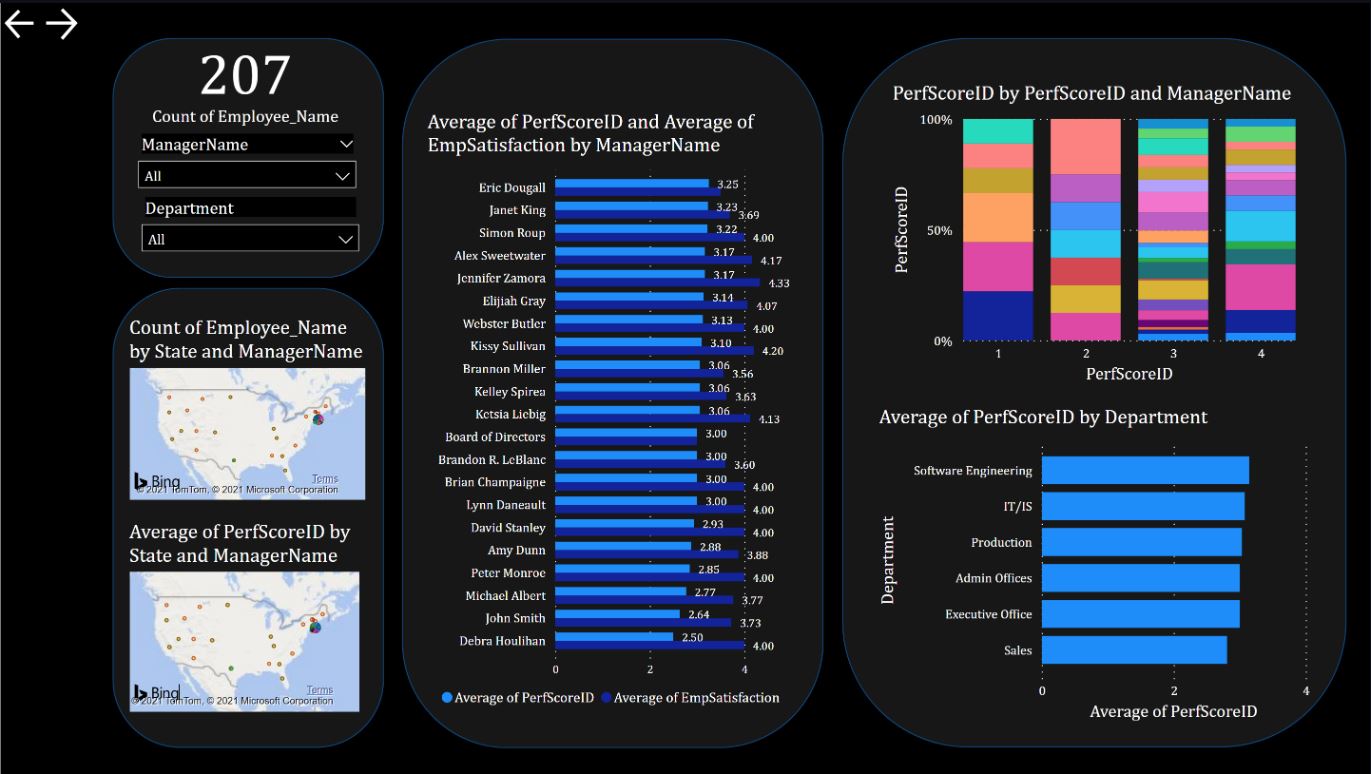 207
Count of Employee_Name
ManagerName
All
Department
All
Count of Employee_Name
by State and ManagerName
Bing
Terms
© 2021 TomTom, © 2021 Microsoft Corporation
Average of PerfScoreID by
State and ManagerName
Bing
Terms
© 2021 TomTom, © 2021 Microsoft Corporation
Average of PerfScoreID and Average of
EmpSatisfaction by ManagerName
Eric Dougall 3.25
Janet King 3.23 3.69
Simon Roup 3.22 4.00
Alex Sweetwater 3.17 4.17
Jennifer Zamora 3.17 4.33
Elijiah Gray 3.14 4.07
Webster Butler 3.13 4.00
Kissy Sullivan 3.10 4.20
Brannon Miller 3.06 3.56
Kelley Spirea 3.06 3.63
Ketsia Liebig 3.06 4.13
Board of Directors 3.00
Brandon R. LeBlanc 3.00 3.60
Brian Champaigne 3.00 4.00
Lynn Daneault 3.00 4.00
David Stanley 2.93 4.00
Amy Dunn 2.88 3.88
Peter Monroe 2.85 4.00
Michael Albert 2.77 3.77
John Smith 2.64 3.73
Debra Houlihan 2.50 4.00
0 2 4
Average of PerfScoreID Average of EmpSatisfaction
PerfScoreID by PerfScoreID and ManagerName
100%
50%
0%
PerfScoreID
1 2 3 4
PerfScoreID
Average of PerfScoreID by Department
Department
Software Engineering
IT/IS
Production
Admin Offices
Executive Office
Sales
0 2 4
Average of PerfScoreID